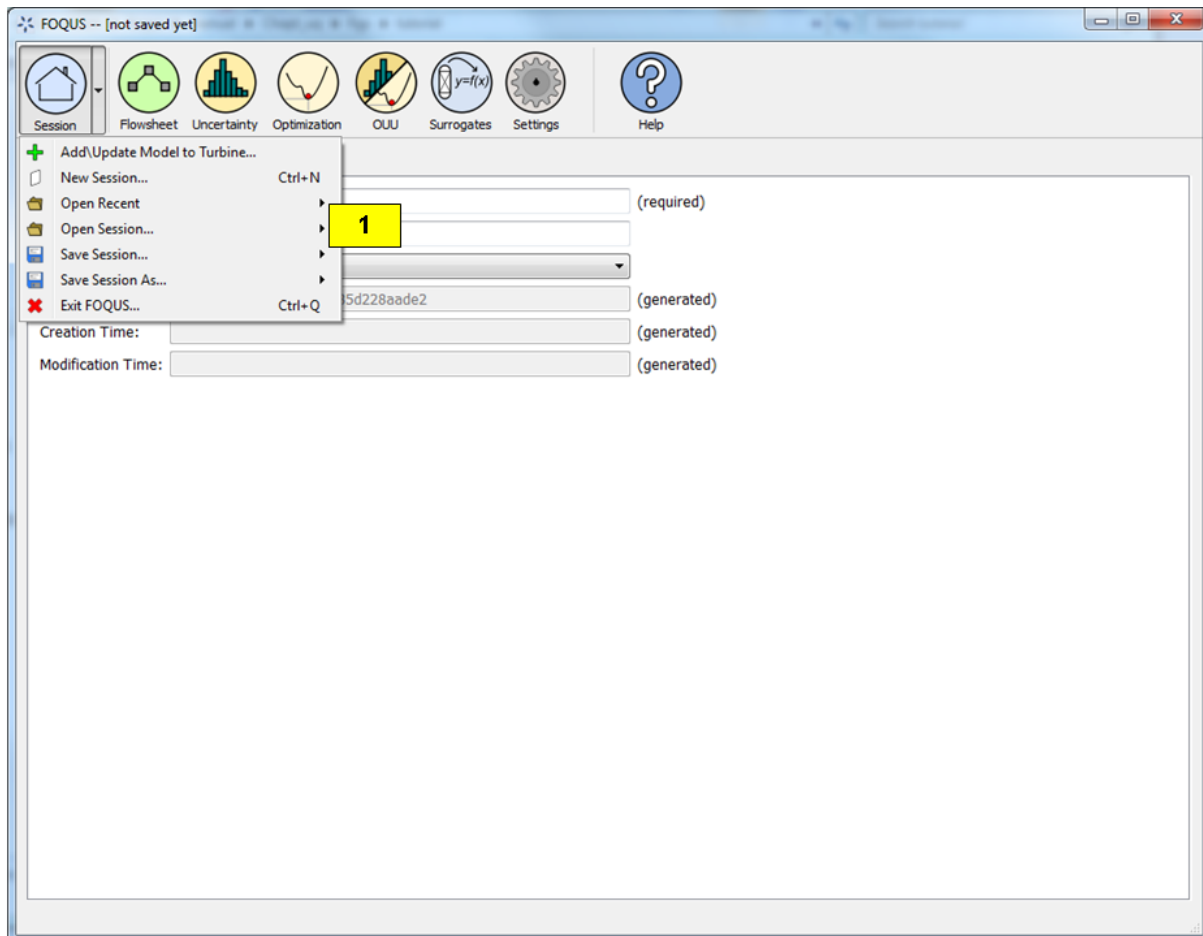 FOQUS -- [not saved yet]
Session Flowsheet Uncertainty Optimization OUU Surrogates Settings Help
y=f(x)
Add\Update Model to Turbine...
New Session... Ctrl+N
Open Recent
(required)
1
Open Session...
Save Session...
Save Session As...
Exit FOQUS... Ctrl+Q
5d228aade2 (generated)
Creation Time: (generated)
Modification Time: (generated)